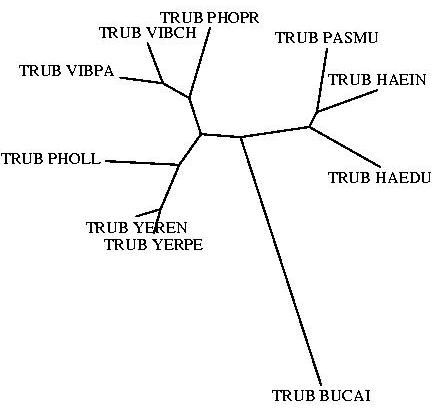 TRUB PHOPR
TRUB VIBCH
TRUB PASMU
TRUB VIBPA
TRUB HAEIN
TRUB PHOLL
TRUB HAEDU
TRUB YEREN
TRUB YERPE
TRUB BUCAI